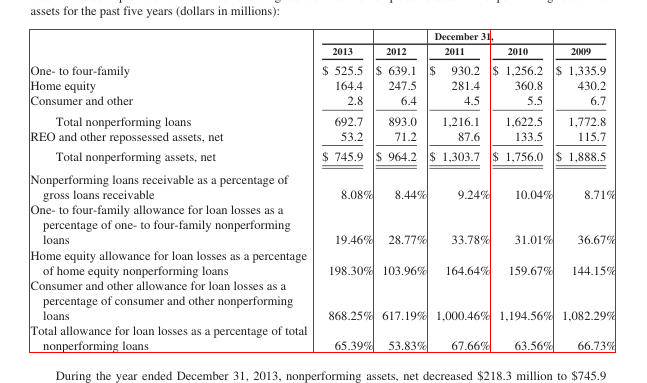 assets for the past five years (dollars in millions):
December 31,
2013 2012 2011 2010 2009
One- to four-family $ 525.5 $ 639.1 $ 930.2 $ 1,256.2 $ 1,335.9
Home equity 164.4 247.5 281.4 360.8 430.2
Consumer and other 2.8 6.4 4.5 5.5 6.7
Total nonperforming loans 692.7 893.0 1,216.1 1,622.5 1,772.8
REO and other repossessed assets, net 53.2 71.2 87.6 133.5 115.7
Total nonperforming assets, net $ 745.9 $ 964.2 $ 1,303.7 $ 1,756.0 $ 1,888.5
Nonperforming loans receivable as a percentage of
gross loans receivable 8.08% 8.44% 9.24% 10.04% 8.71%
One- to four-family allowance for loan losses as a
percentage of one- to four-family nonperforming
loans 19.46% 28.77% 33.78% 31.01% 36.67%
Home equity allowance for loan losses as a percentage
of home equity nonperforming loans 198.30% 103.96% 164.64% 159.67% 144.15%
Consumer and other allowance for loan losses as a
percentage of consumer and other nonperforming
loans 868.25% 617.19% 1,000.46% 1,194.56% 1,082.29%
Total allowance for loan losses as a percentage of total
nonperforming loans 65.39% 53.83% 67.66% 63.56% 66.73%
During the year ended December 31, 2013, nonperforming assets, net decreased $218.3 million to $745.9